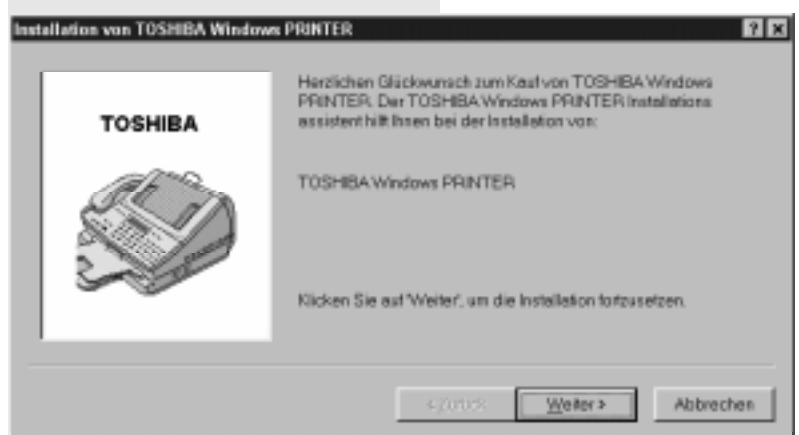 Installation von TOSHIBA Windows PRINTER
TOSHIBA
Herzlichen Glückwunsch zum Kauf von TOSHIBA Windows
PRINTER. Der TOSHIBA Windows PRINTER Installations
assistent hilft Ihnen bei der Installation von:
TOSHIBA Windows PRINTER
Klicken Sie auf 'Weiter', um die Installation fortzusetzen.
< Zurück
Weiter >
Abbrechen